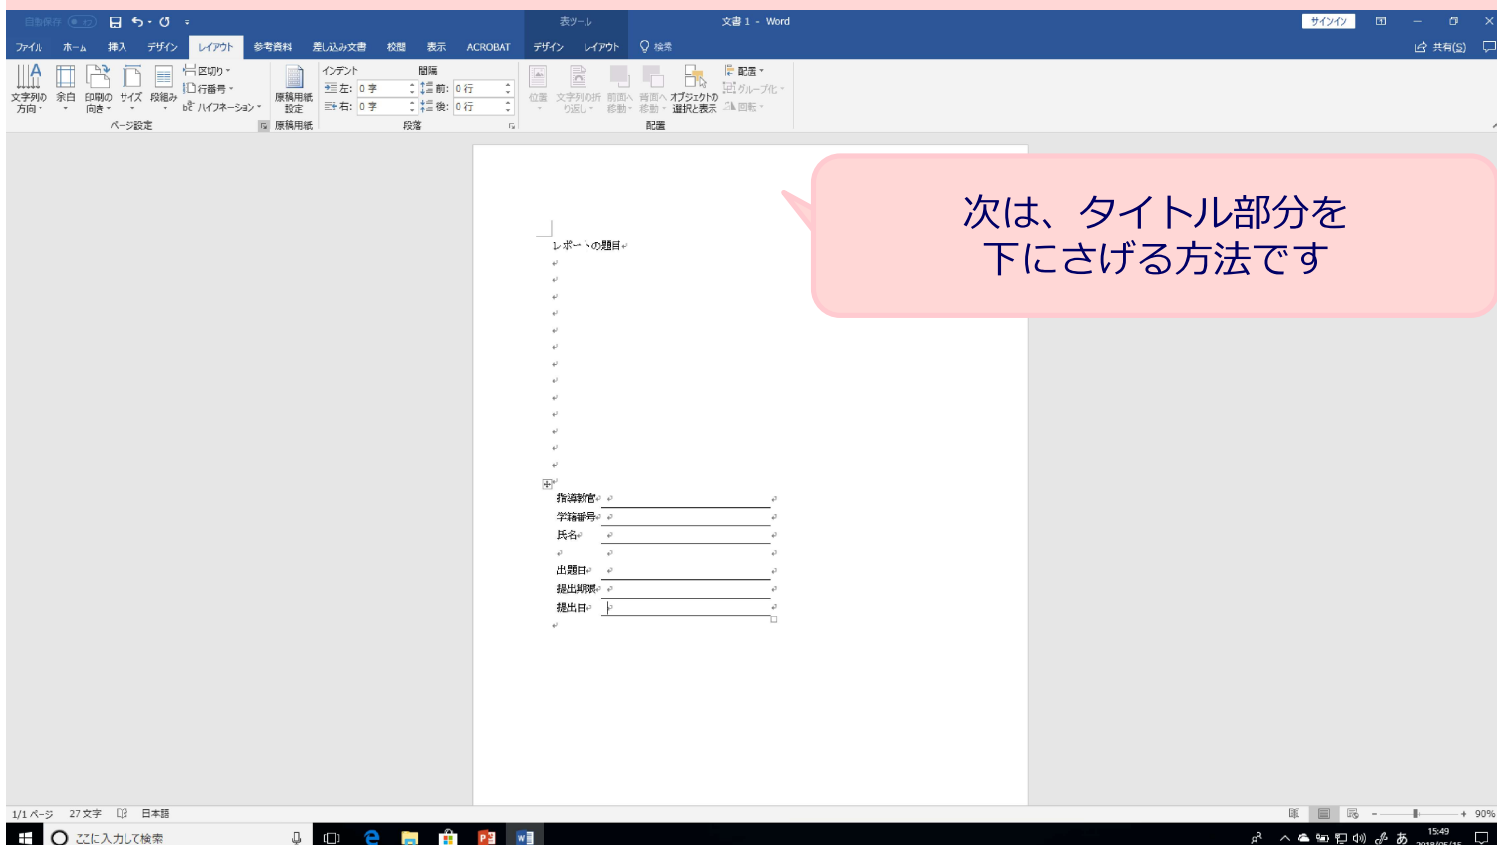 自動保存
表ツール
文書 1 - Word
サインイン
ファイル ホーム 挿入 デザイン レイアウト 参考資料 差し込み文書 校閲 表示 ACROBAT デザイン レイアウト 検索 共有(S)
文字列の方向 余白 印刷の向き サイズ 段組み
区切り
行番号
ハイフネーション
ページ設定
原稿用紙設定
原稿用紙
インデント 間隔
左: 0 字 前: 0 行
右: 0 字 後: 0 行
段落
位置 文字列の折り返し 前面へ移動 背面へ移動 オブジェクトの選択と表示
配置
グループ化
回転
配置
次は、タイトル部分を
下にさげる方法です
レポートの題目
指導教官
学籍番号
氏名
出題日
提出期限
提出日
1/1 ページ 27 文字 日本語
90%
ここに入力して検索
あ
15:49
2018/05/15